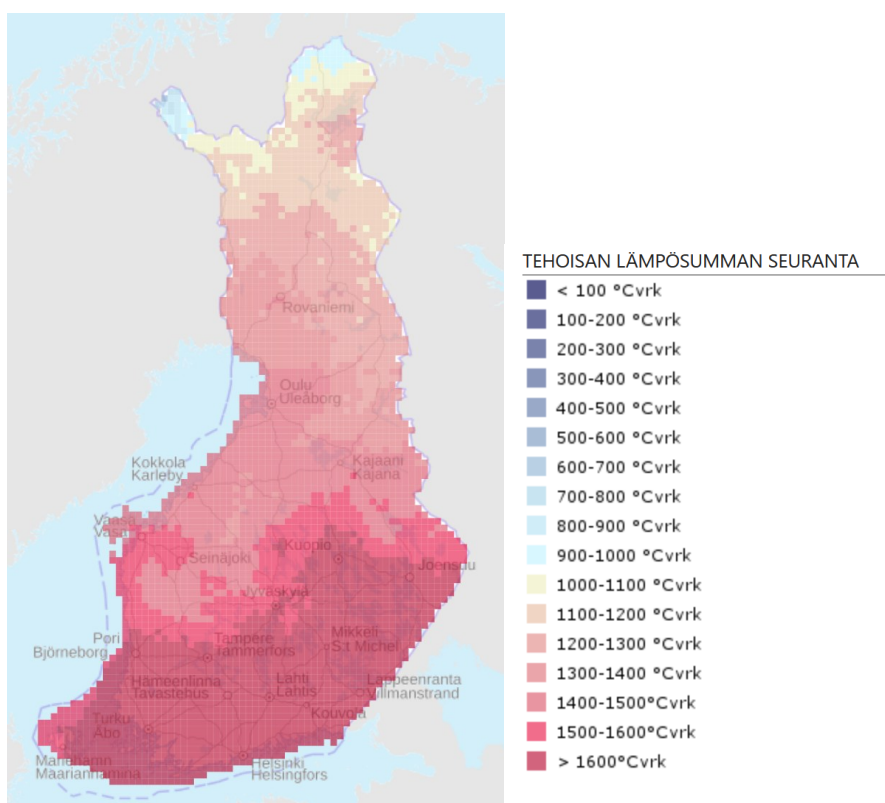 Rovaniemi
Oulu
Uleåborg
Kokkola
Karleby
Kajaani
Kajana
Vaasa
Vasa
Seinäjoki
Kuopio
Joensuu
Jyväskylä
Pori
Björneborg
Tampere
Tammerfors
Mikkeli
S:t Michel
Hämeenlinna
Tavastehus
Lahti
Lahtis
Lappeenranta
Villmanstrand
Kouvola
Turku
Åbo
Mariehamn
Maarianhamina
Helsinki
Helsingfors
TEHOISAN LÄMPÖSUMMAN SEURANTA
< 100 °Cvrk
100-200 °Cvrk
200-300 °Cvrk
300-400 °Cvrk
400-500 °Cvrk
500-600 °Cvrk
600-700 °Cvrk
700-800 °Cvrk
800-900 °Cvrk
900-1000 °Cvrk
1000-1100 °Cvrk
1100-1200 °Cvrk
1200-1300 °Cvrk
1300-1400 °Cvrk
1400-1500°Cvrk
1500-1600°Cvrk
> 1600°Cvrk